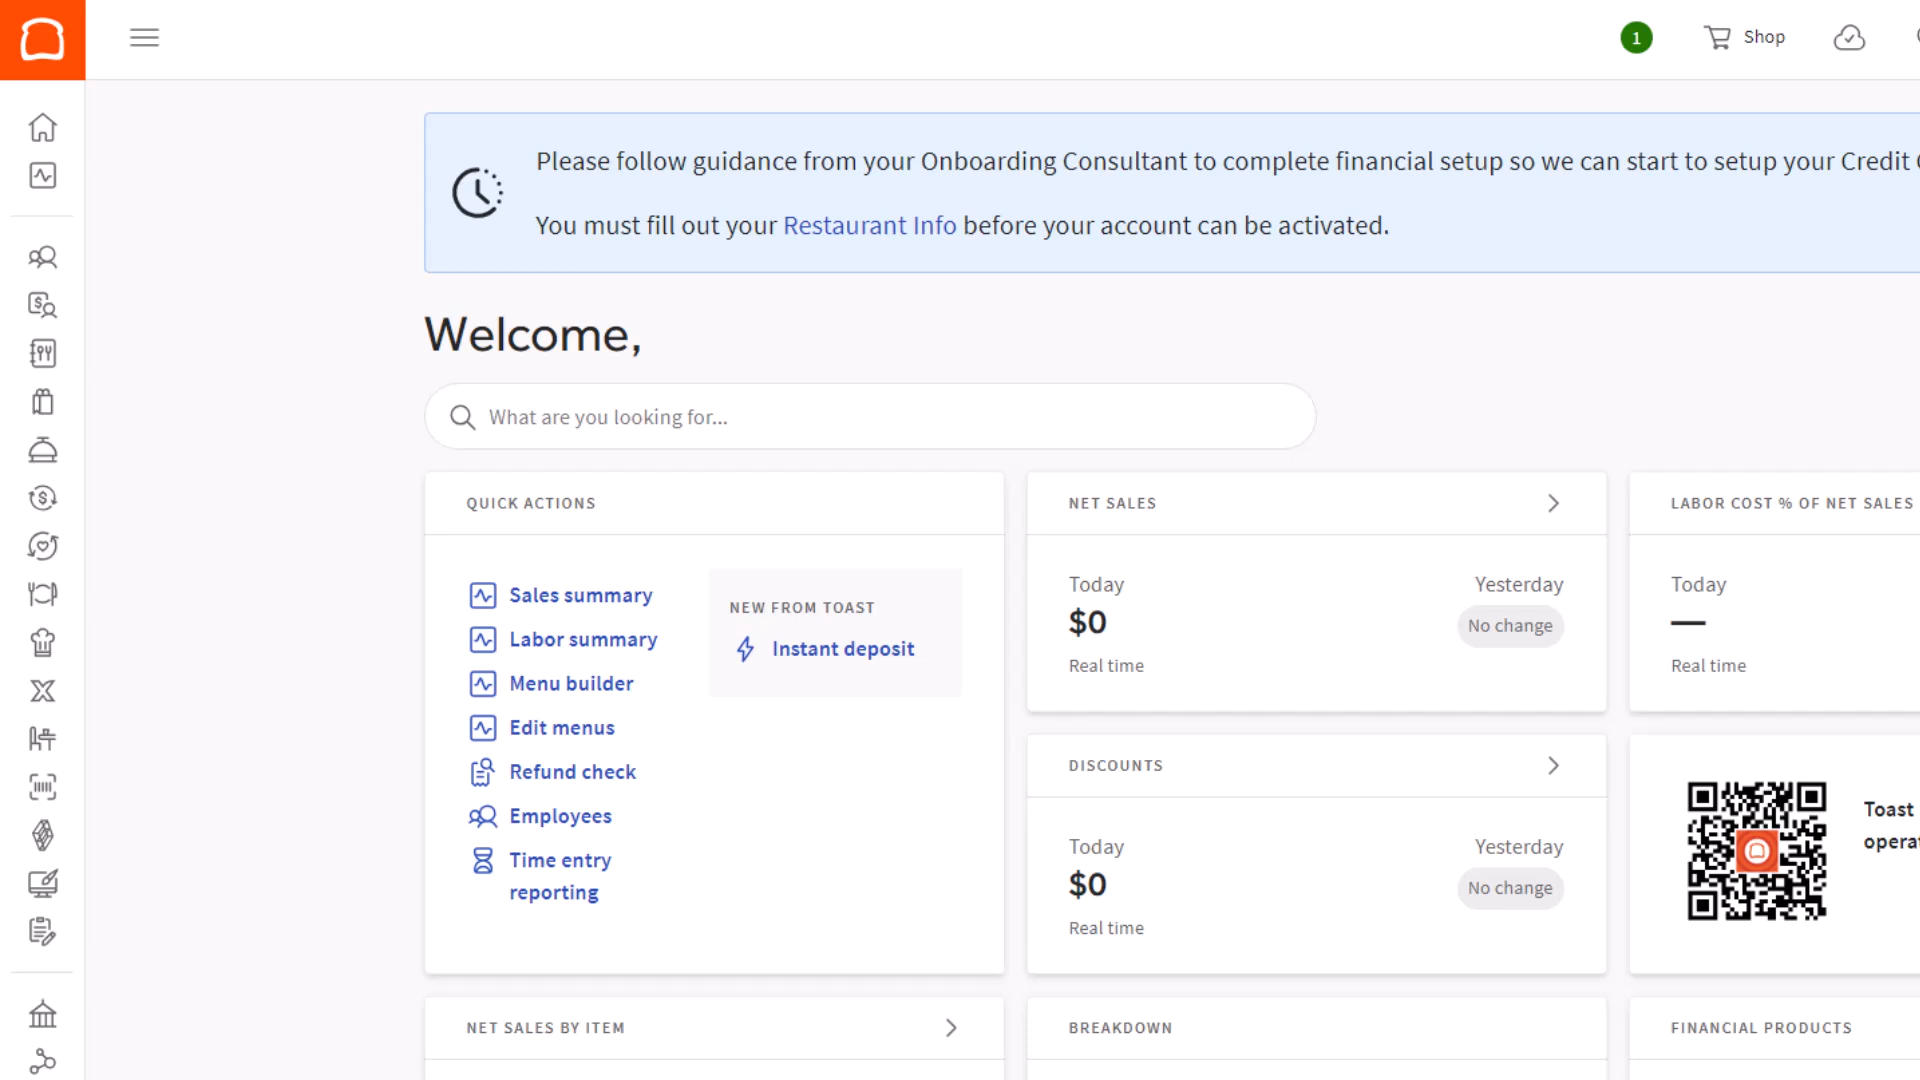 1
Shop
Please follow guidance from your Onboarding Consultant to complete financial setup so we can start to setup your Credit
You must fill out your Restaurant Info before your account can be activated.
Welcome,
What are you looking for...
QUICK ACTIONS
Sales summary
Labor summary
Menu builder
Edit menus
Refund check
Employees
Time entry
reporting
NEW FROM TOAST
Instant deposit
NET SALES
Today
Yesterday
$0
No change
Real time
LABOR COST % OF NET SALES
Today
—
Real time
DISCOUNTS
Today
Yesterday
$0
No change
Real time
Toast
NET SALES BY ITEM
BREAKDOWN
FINANCIAL PRODUCTS